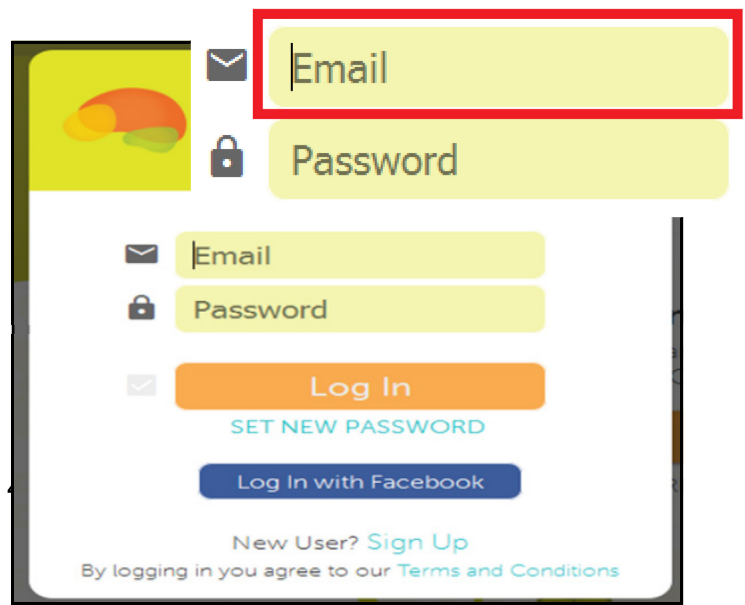 Email
Password
Email
Password
Log In
SET NEW PASSWORD
Log In with Facebook
New User? Sign Up
By logging in you agree to our Terms and Conditions